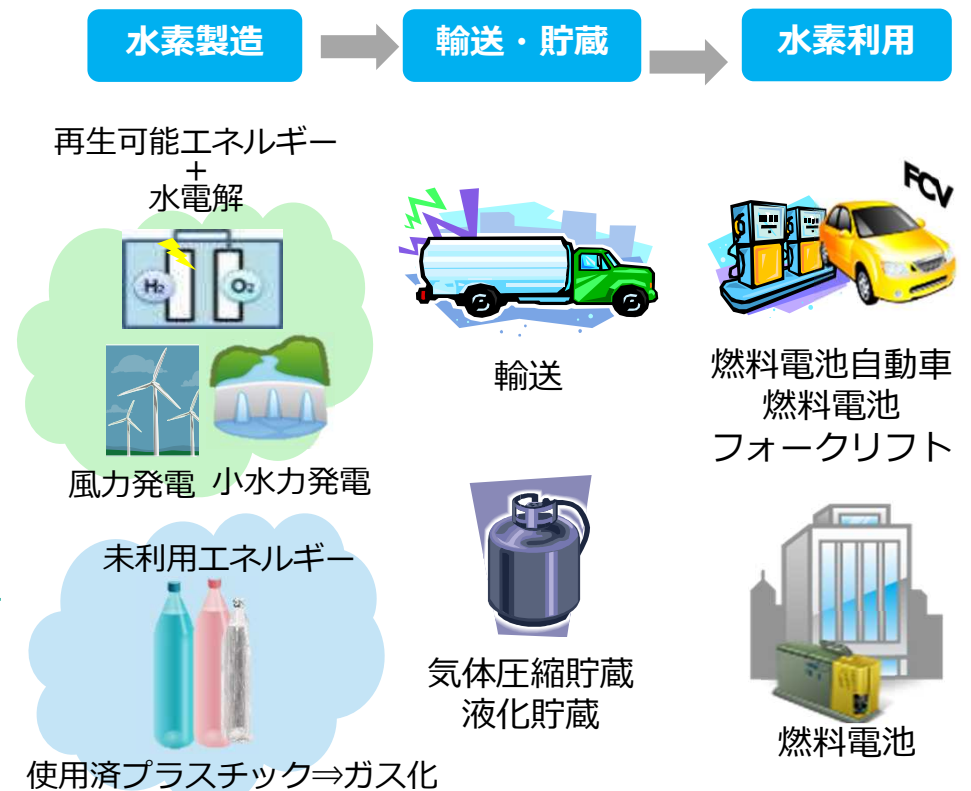 水素製造
輸送・貯蔵
水素利用
再生可能エネルギー
+
水電解
H₂
O₂
風力発電
小水力発電
未利用エネルギー
使用済プラスチック⇒ガス化
輸送
気体圧縮貯蔵
液化貯蔵
FCV
燃料電池自動車
燃料電池
フォークリフト
燃料電池